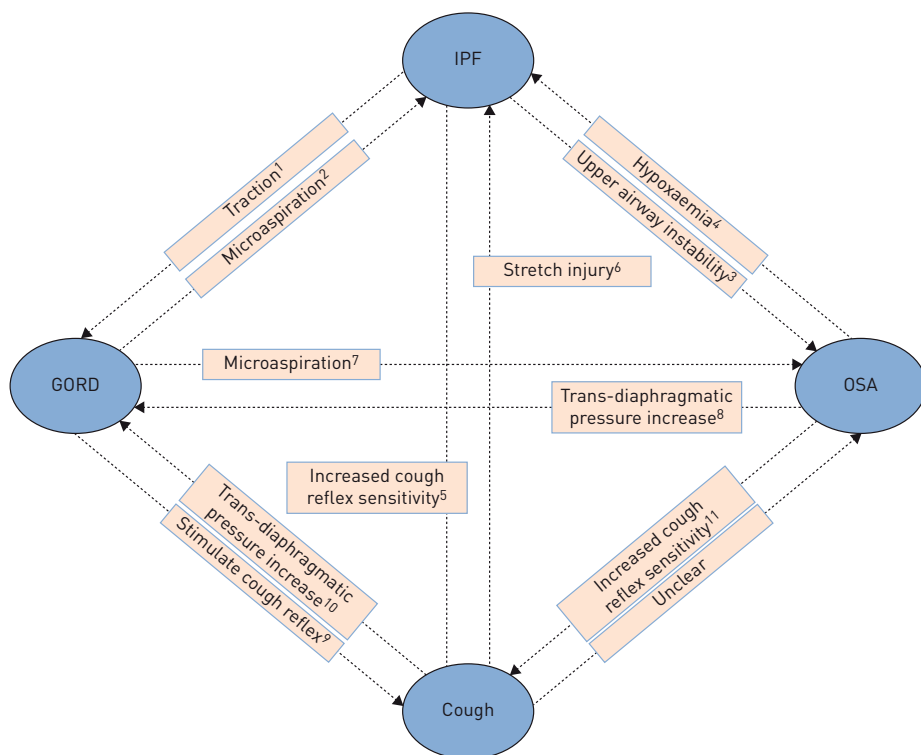 IPF
Traction¹
Microaspiration²
Hypoxaemia⁴
Upper airway instability³
Stretch injury⁶
GORD
Microaspiration⁷
OSA
Trans-diaphragmatic
pressure increase⁸
Increased cough
reflex sensitivity⁵
Trans-diaphragmatic
pressure increase¹⁰
Stimulate cough reflex⁹
Increased cough
reflex sensitivity¹¹
Unclear
Cough